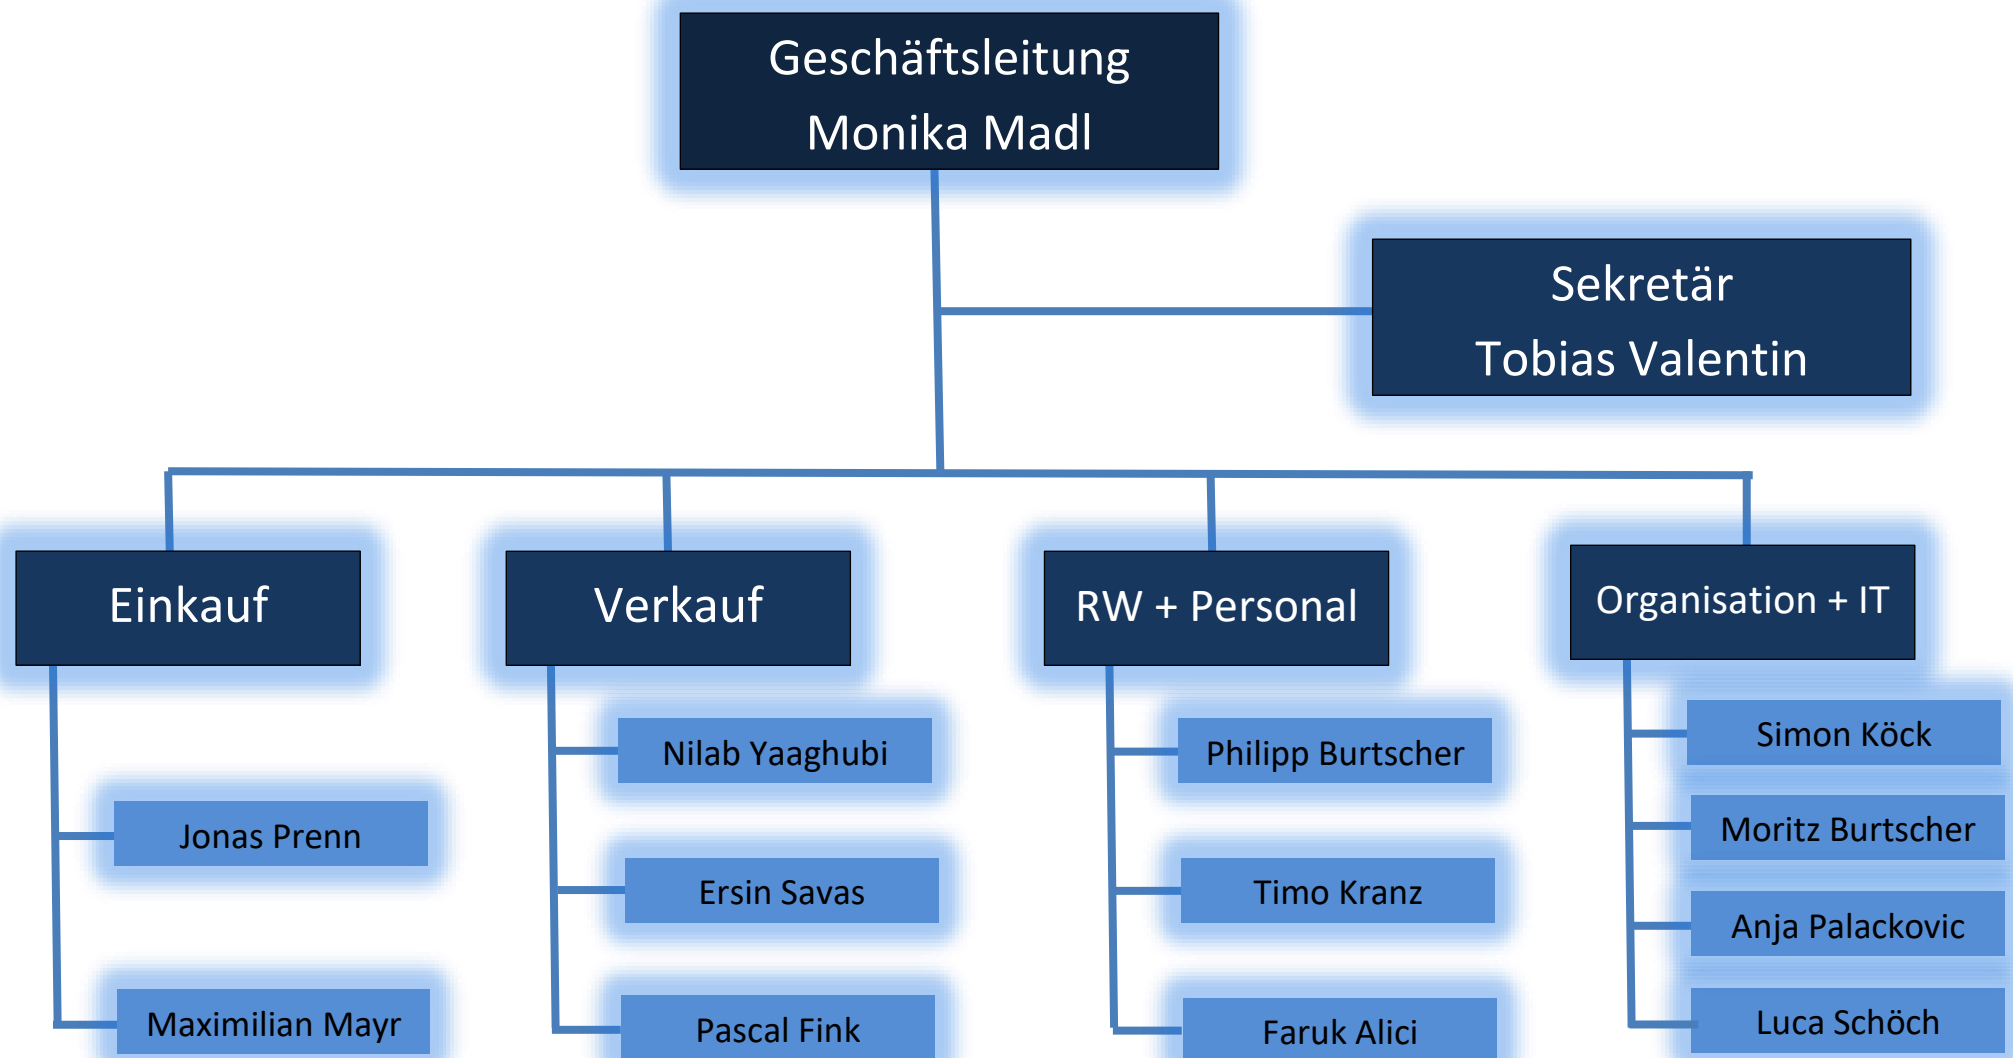 Geschäftsleitung
Monika Madl
Sekretär
Tobias Valentin
Einkauf
Jonas Prenn
Maximilian Mayr
Verkauf
Nilab Yaaghubi
Ersin Savas
Pascal Fink
RW + Personal
Philipp Burtscher
Timo Kranz
Faruk Alici
Organisation + IT
Simon Köck
Moritz Burtscher
Anja Palackovic
Luca Schöch